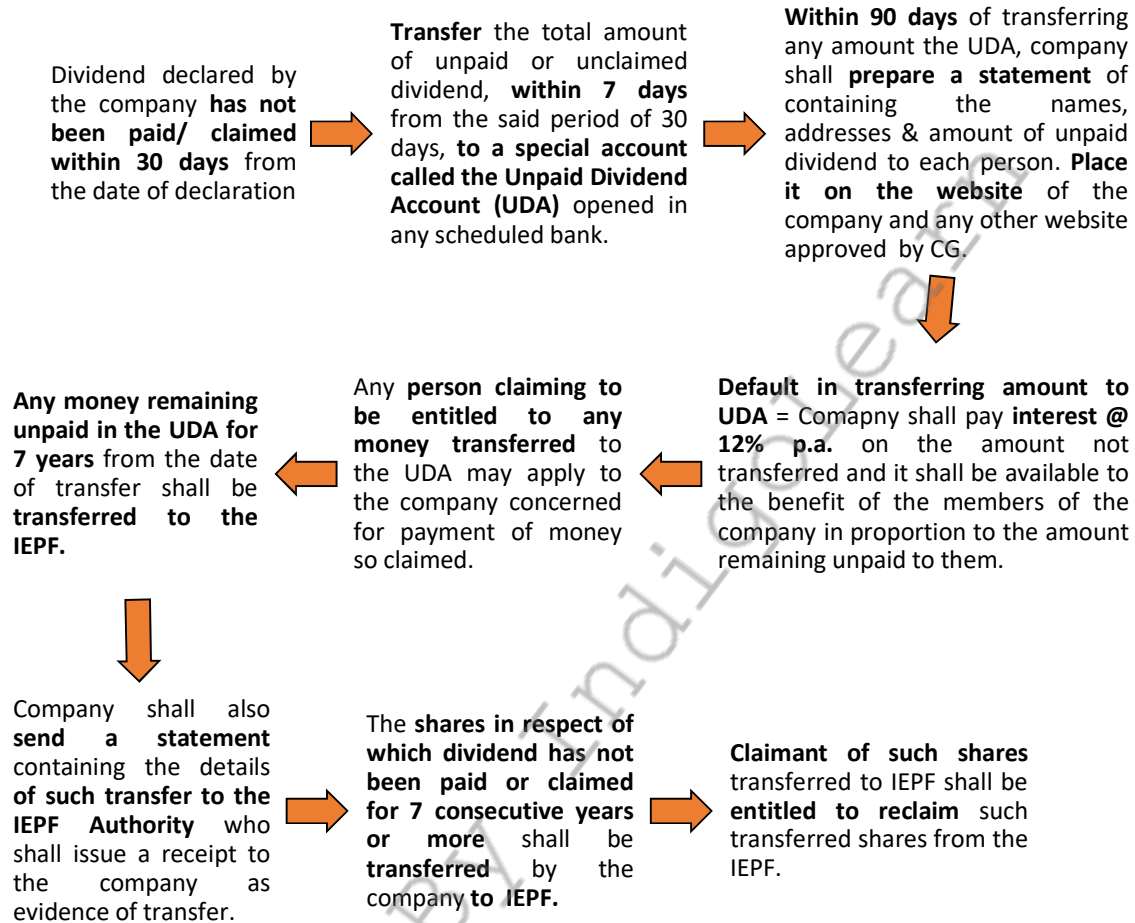 Dividend declared by
the company has not
been paid/ claimed
within 30 days from
the date of declaration
Transfer the total amount
of unpaid or unclaimed
dividend, within 7 days
from the said period of 30
days, to a special account
called the Unpaid Dividend
Account (UDA) opened in
any scheduled bank.
Within 90 days of transferring
any amount the UDA, company
shall prepare a statement of
containing the names,
addresses & amount of unpaid
dividend to each person. Place
it on the website of the
company and any other website
approved by CG.
Default in transferring amount to
UDA = Comapny shall pay interest @
12% p.a. on the amount not
transferred and it shall be available to
the benefit of the members of the
company in proportion to the amount
remaining unpaid to them.
Any person claiming to
be entitled to any
money transferred to
the UDA may apply to
the company concerned
for payment of money
so claimed.
Any money remaining
unpaid in the UDA for
7 years from the date
of transfer shall be
transferred to the
IEPF.
Company shall also
send a statement
containing the details
of such transfer to the
IEPF Authority who
shall issue a receipt to
the company as
evidence of transfer.
The shares in respect of
which dividend has not
been paid or claimed
for 7 consecutive years
or more shall be
transferred by the
company to IEPF.
Claimant of such shares
transferred to IEPF shall be
entitled to reclaim such
transferred shares from the
IEPF.
By Indigolearn